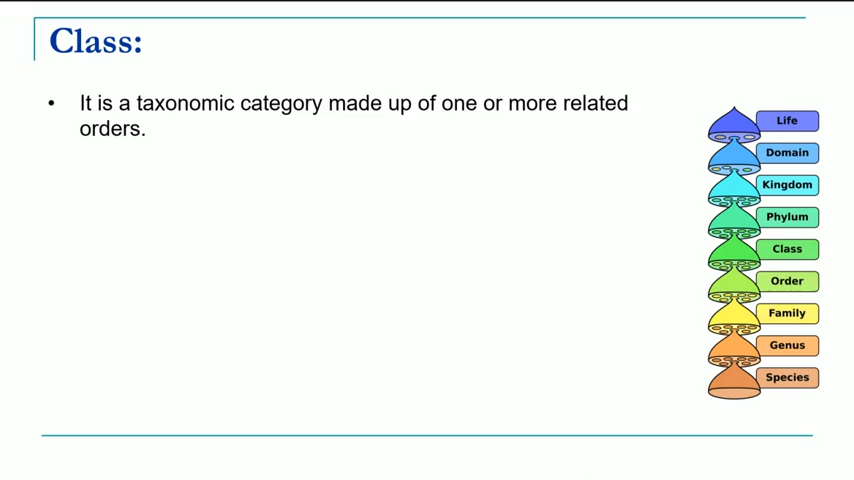 Class:
• It is a taxonomic category made up of one or more related
orders.
Life
Domain
Kingdom
Phylum
Class
Order
Family
Genus
Species